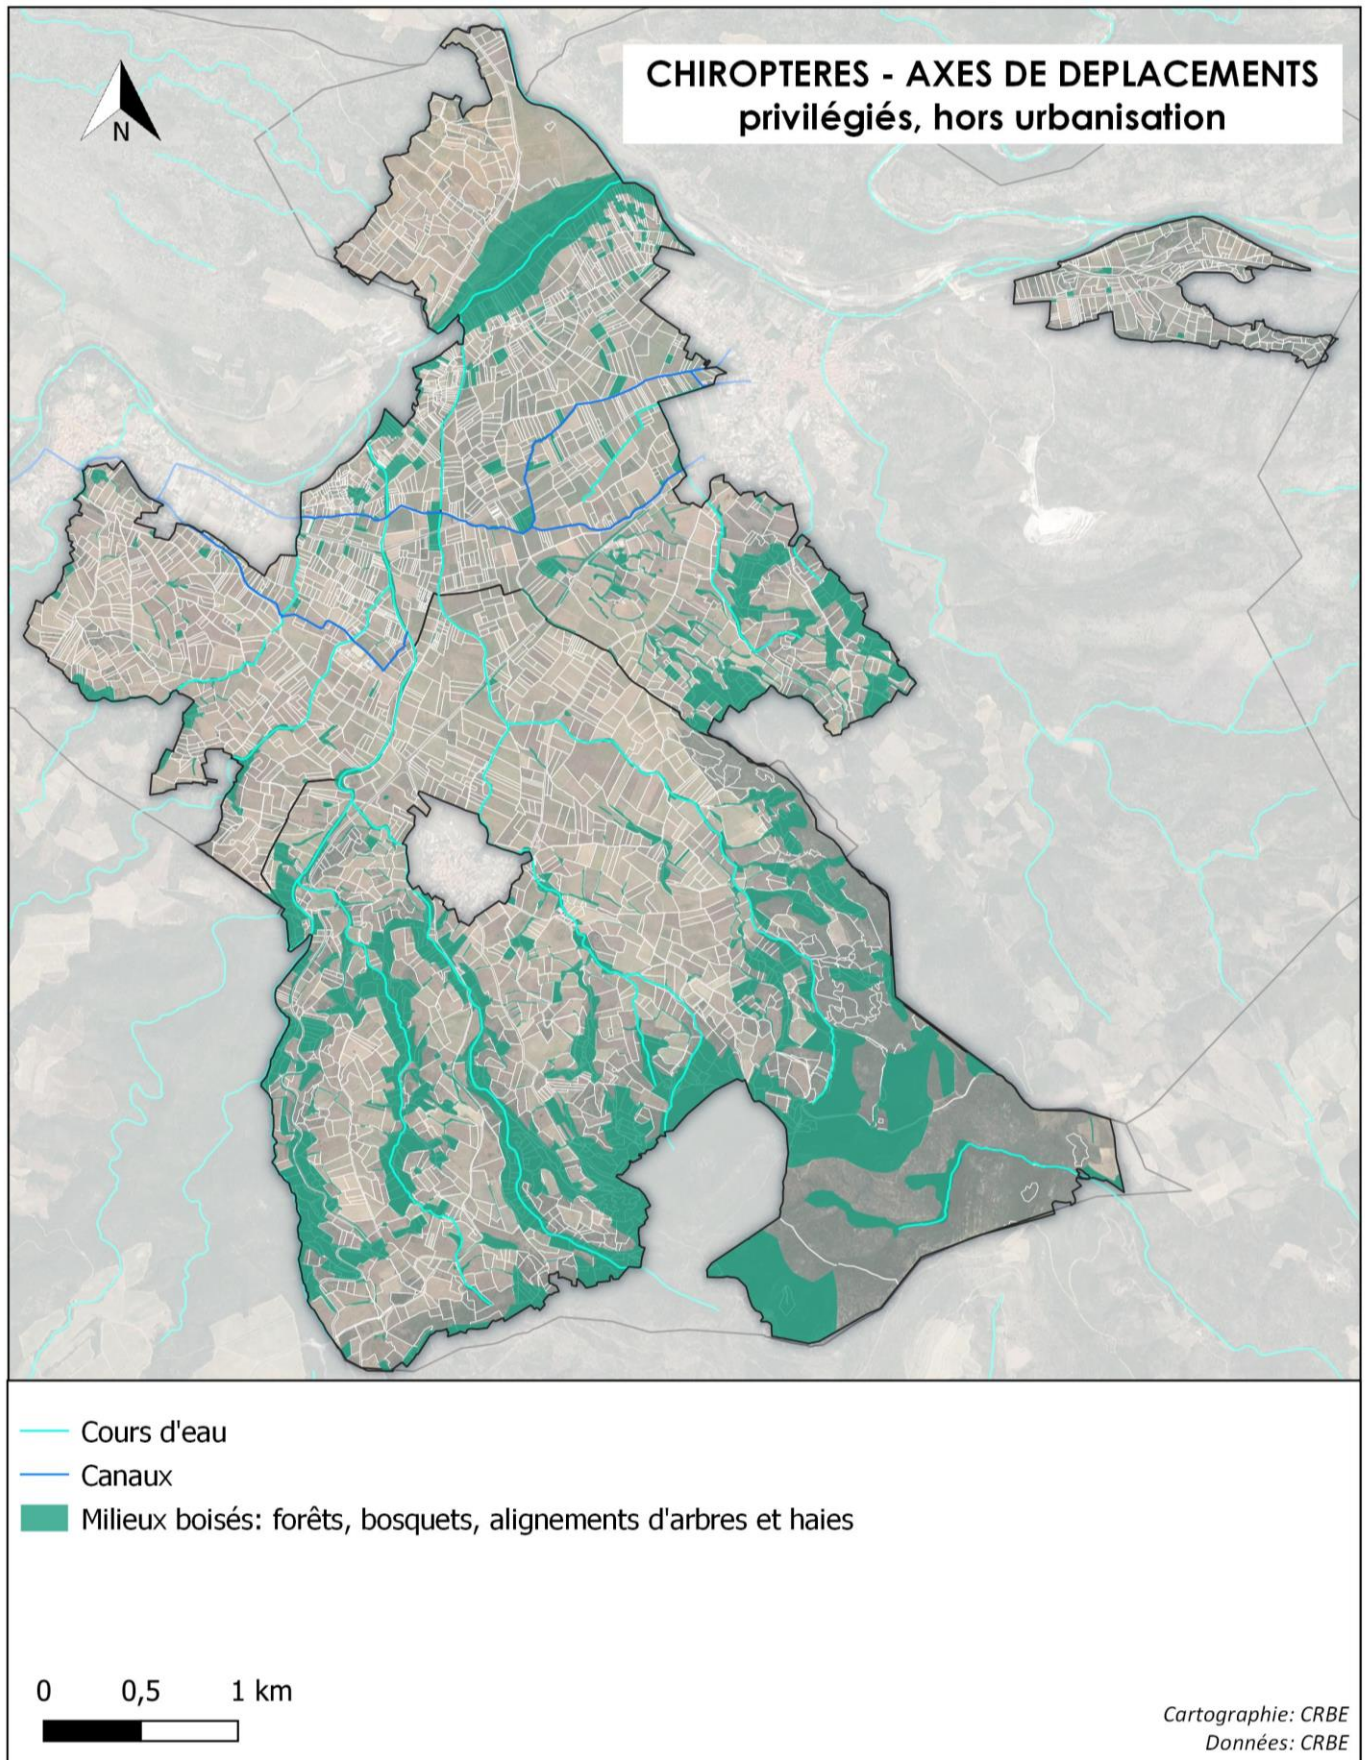 CHIROPTERES - AXES DE DEPLACEMENTS
privilégiés, hors urbanisation
N
Cours d'eau
Canaux
Milieux boisés: forêts, bosquets, alignements d'arbres et haies
0 0,5 1 km
Cartographie: CRBE
Données: CRBE